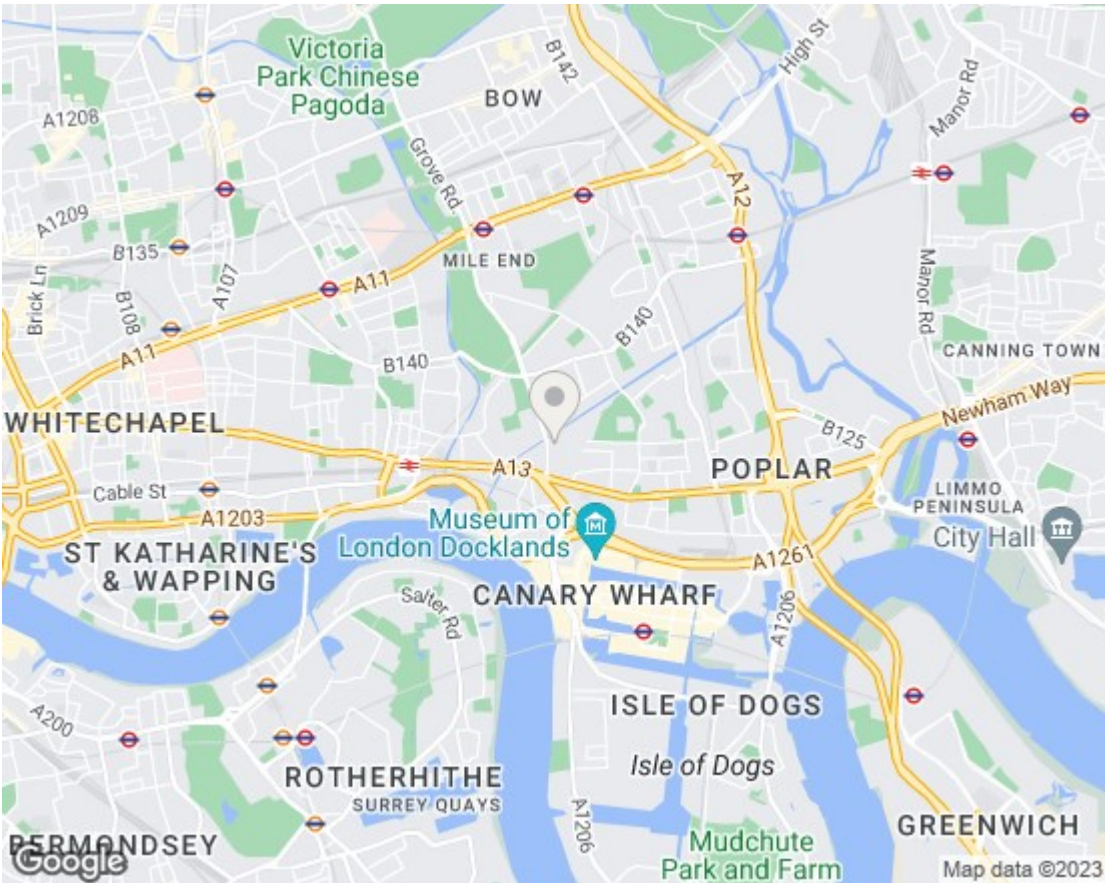 Victoria
Park Chinese
Pagoda
B142
High St
BOW
Manor Rd
A1208
Grove Rd.
A12
A1209
B135
A107
MILE END
A11
Manor Rd
Brick Ln
B108
B140
A11
B140
CANNING TOWN
Newham Way
WHITECHAPEL
B125
A13
POPLAR
Cable St
LIMMO
PENINSULA
A1203
Museum of
London Docklands
City Hall
ST KATHARINE'S
& WAPPING
A1261
Salter Rd
CANARY WHARF
A1206
A200
ISLE OF DOGS
Isle of Dogs
ROTHERHITHE
SURREY QUAYS
A1206
GREENWICH
BERMONDSEY
Mudchute
Park and Farm
Google
Map data ©2023